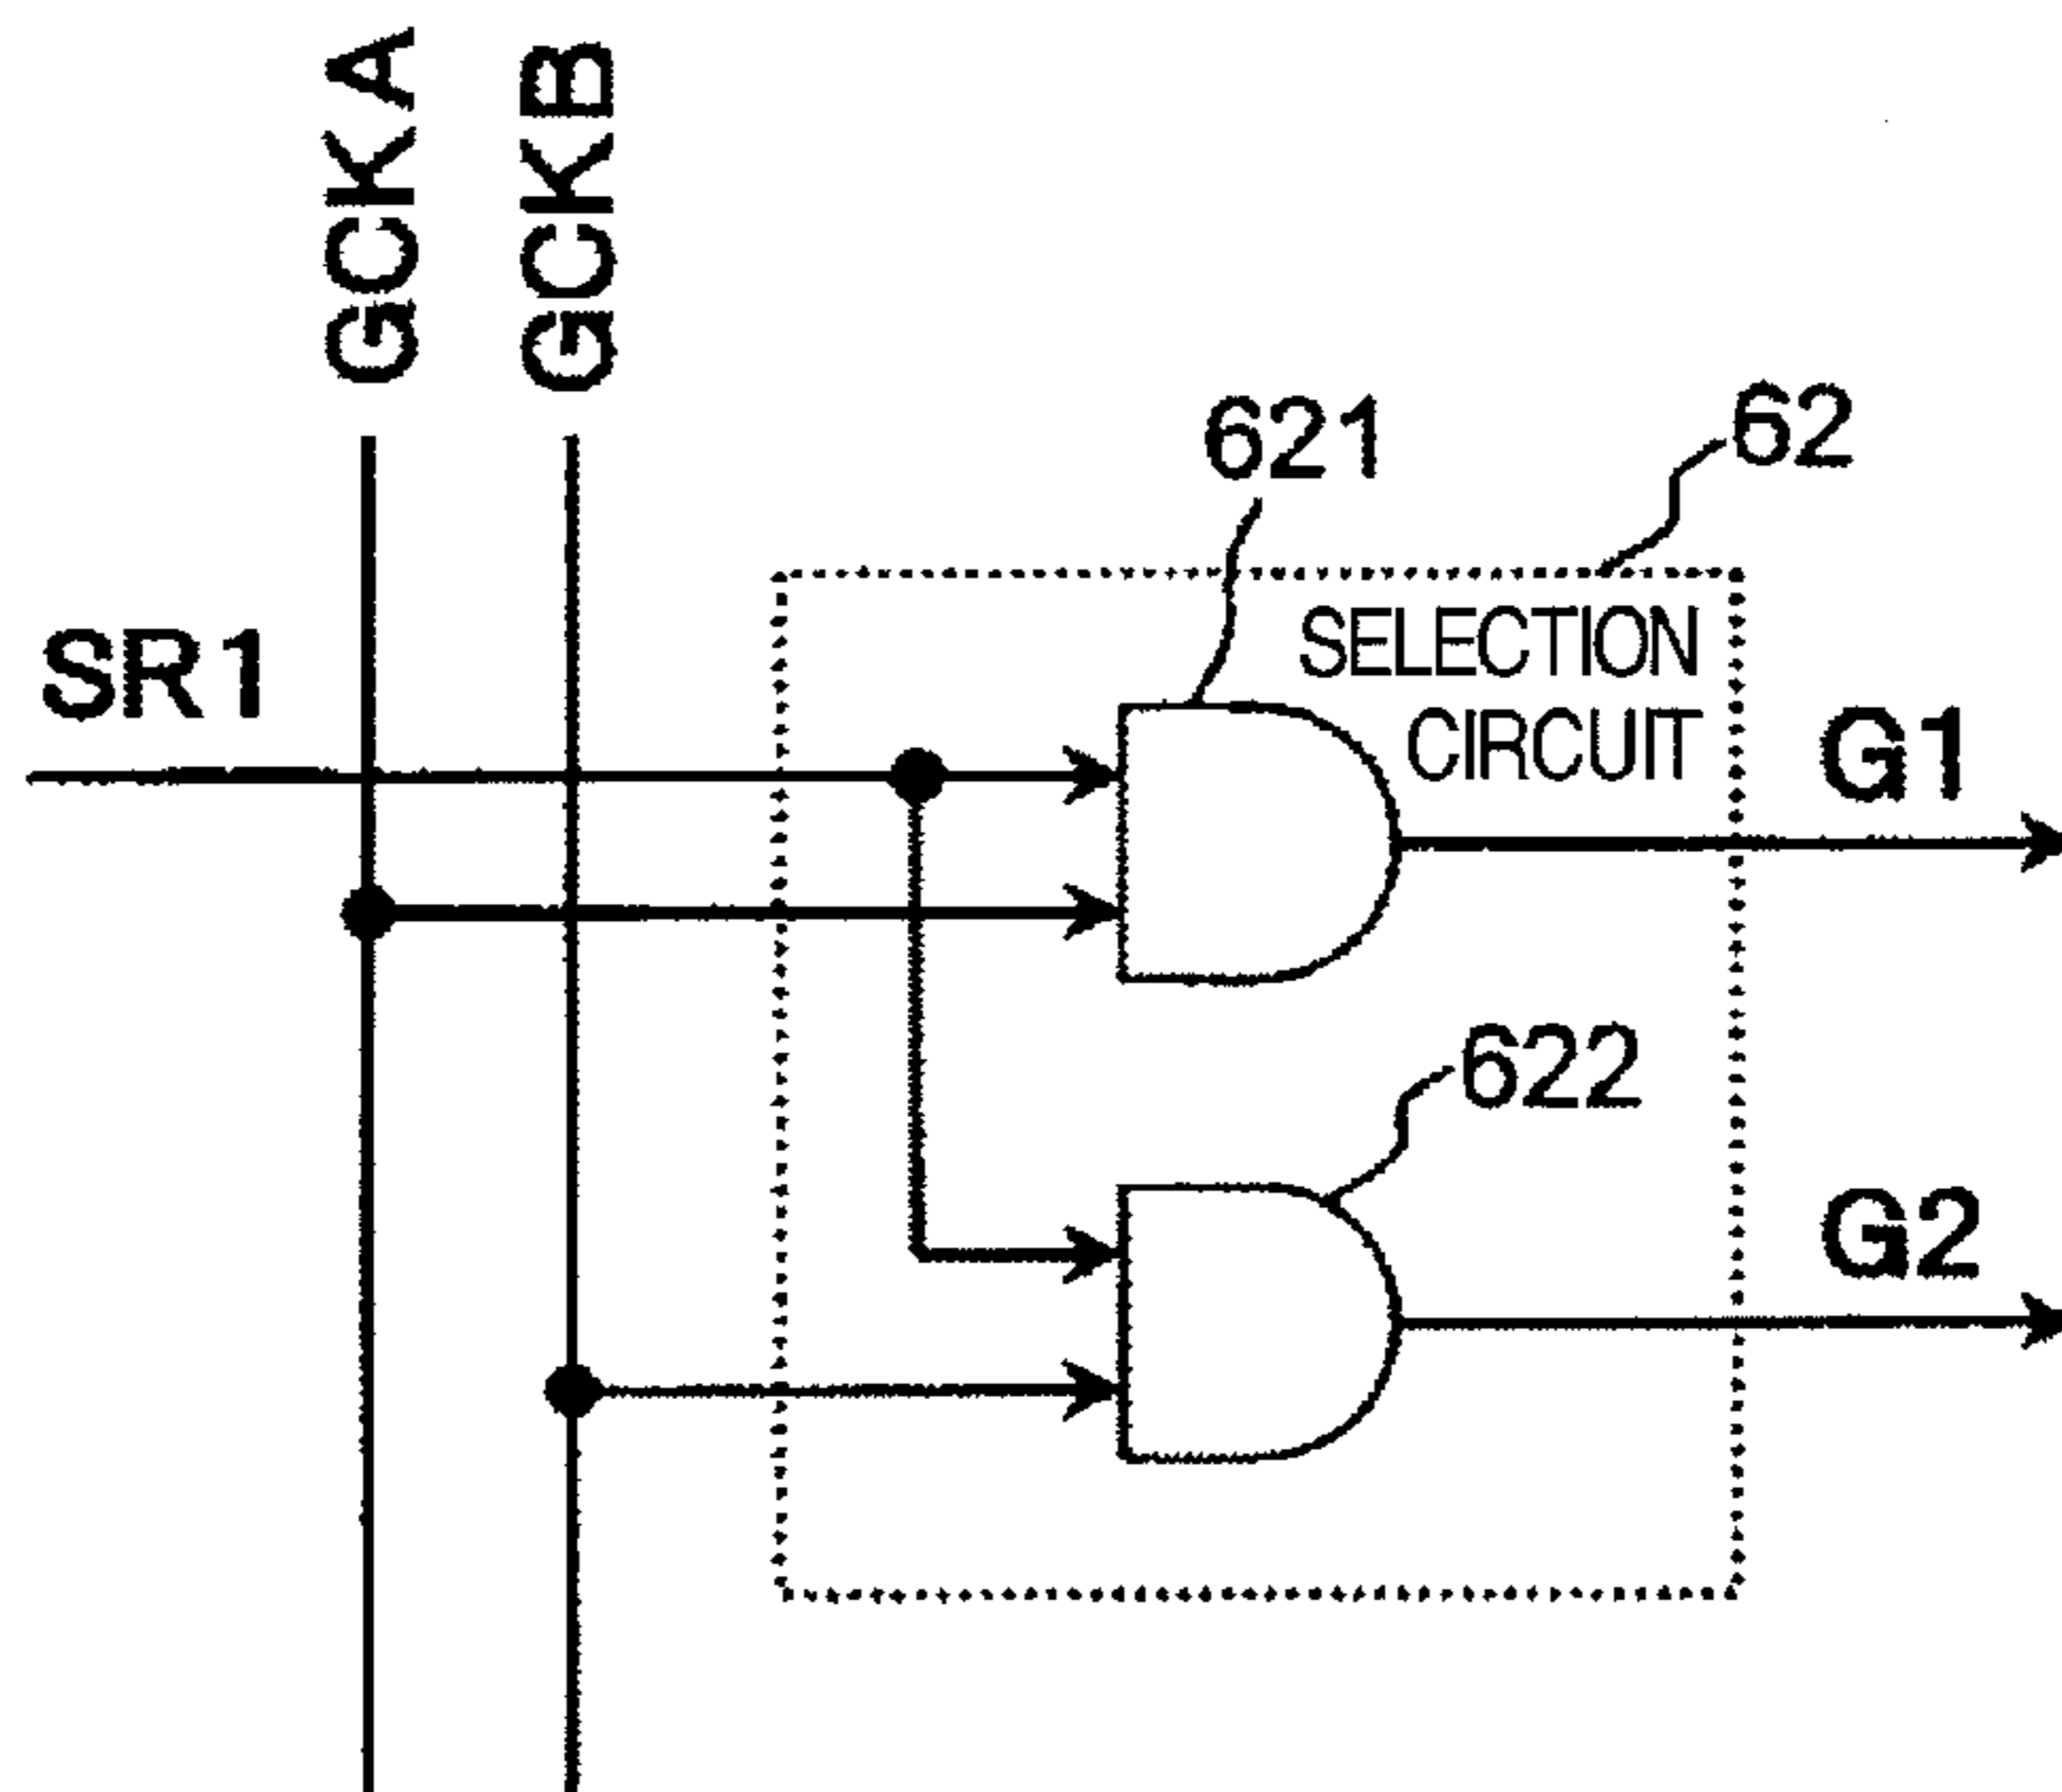 GCKA
GCKB
621
62
SR1
SELECTION
CIRCUIT
G1
622
G2